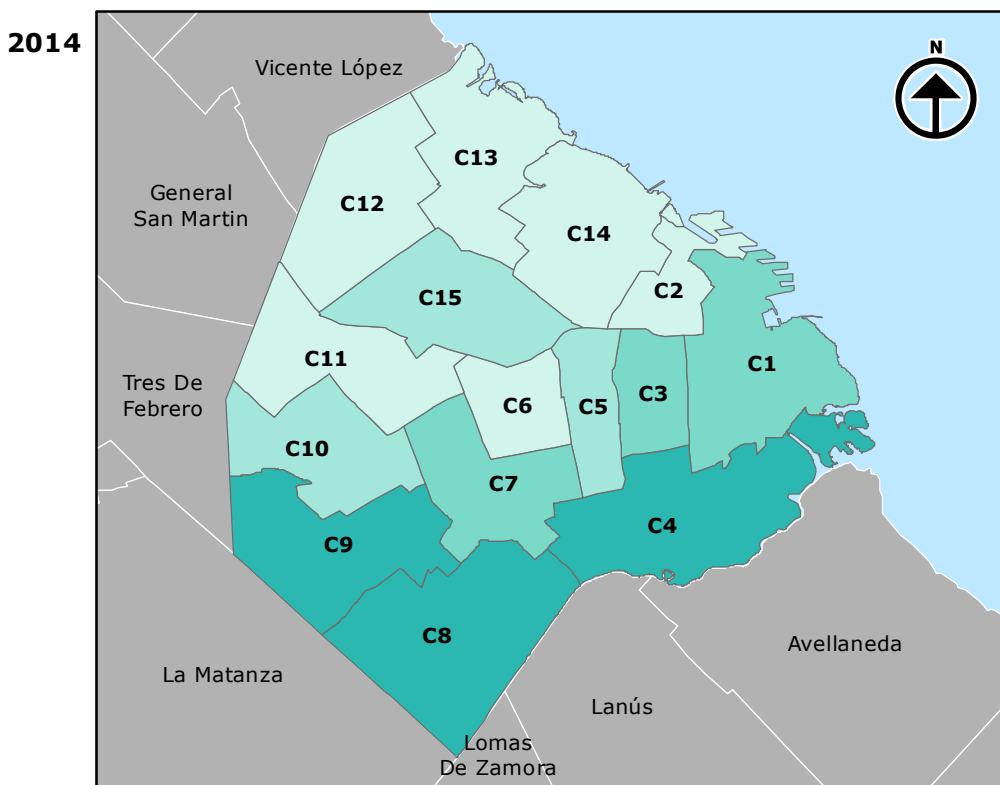 2014
N
Vicente López
C13
General
San Martin
C12
C14
C2
C15
C11
C1
Tres De
Febrero
C6
C5
C3
C10
C7
C4
C9
C8
Avellaneda
La Matanza
Lanús
Lomas
De Zamora